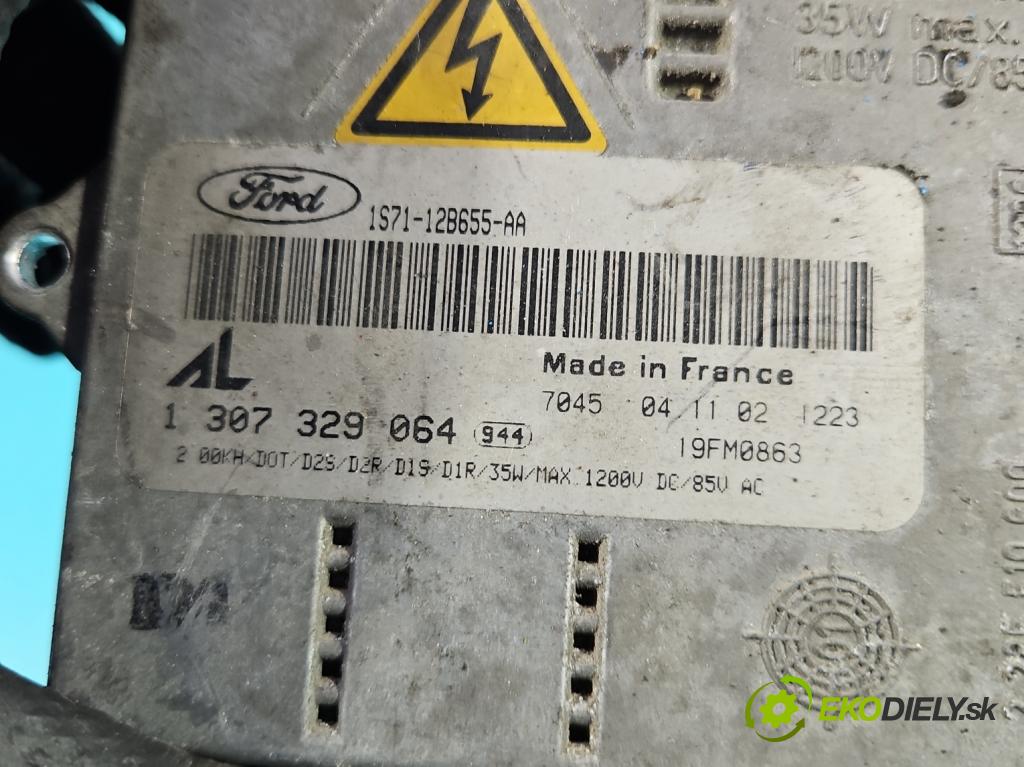 35W max.
1200V DC/85
Ford
1S71-12B655-AA
AL
Made in France
7045 04 11 02 1223
1 307 329 064 944
19FM0863
2 00KH/DOT/D2S/D2R/D1S/D1R/35W/MAX 1200V DC/85V AC
EKODIELY.sk